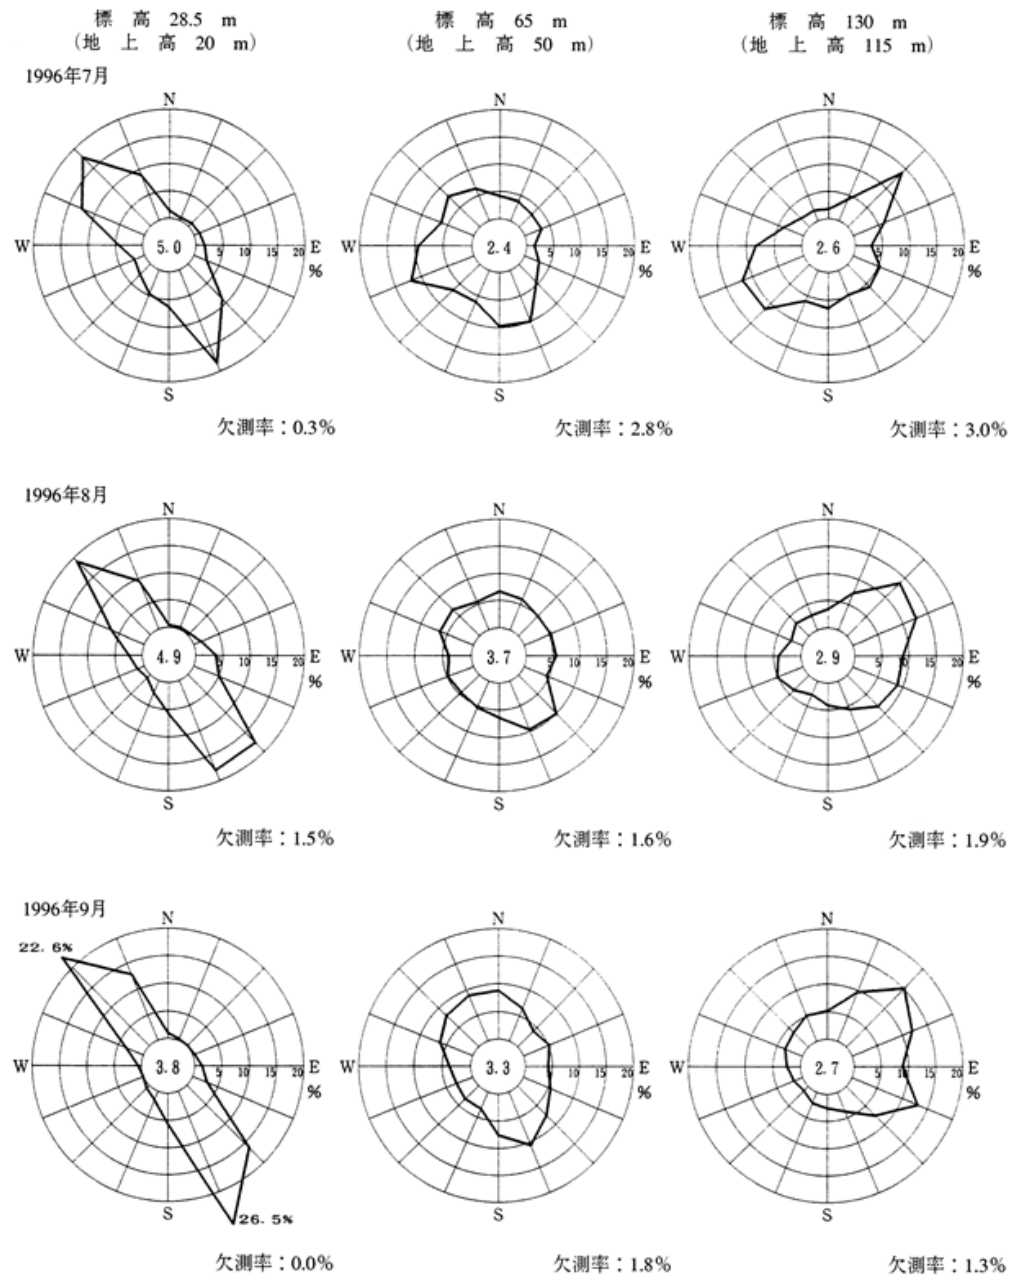 標 高 28.5 m
(地 上 高 20 m)
標 高 65 m
(地 上 高 50 m)
標 高 130 m
(地 上 高 115 m)
1996年7月
N
W 5.0 5 10 15 20 E
%
S
欠測率：0.3%
N
W 2.4 5 10 15 20 E
%
S
欠測率：2.8%
N
W 2.6 5 10 15 20 E
%
S
欠測率：3.0%
1996年8月
N
W 4.9 5 10 15 20 E
%
S
欠測率：1.5%
N
W 3.7 5 10 15 20 E
%
S
欠測率：1.6%
N
W 2.9 5 10 15 20 E
%
S
欠測率：1.9%
1996年9月
N
22.6%
W 3.8 5 10 15 20 E
%
S
26.5%
欠測率：0.0%
N
W 3.3 5 10 15 20 E
%
S
欠測率：1.8%
N
W 2.7 5 10 15 20 E
%
S
欠測率：1.3%